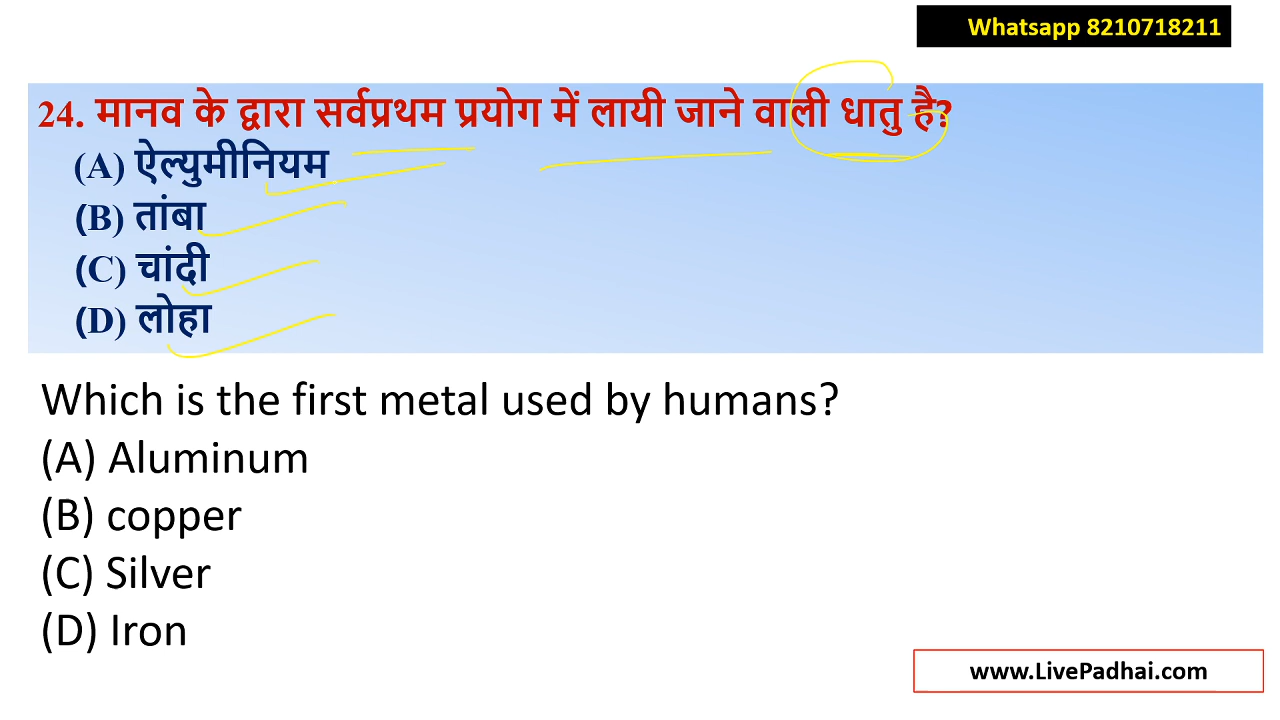 Whatsapp 8210718211
24. मानव के द्वारा सर्वप्रथम प्रयोग में लायी जाने वाली धातु है?
(A) ऐल्युमीनियम
(B) तांबा
(C) चांदी
(D) लोहा
Which is the first metal used by humans?
(A) Aluminum
(B) copper
(C) Silver
(D) Iron
www.LivePadhai.com